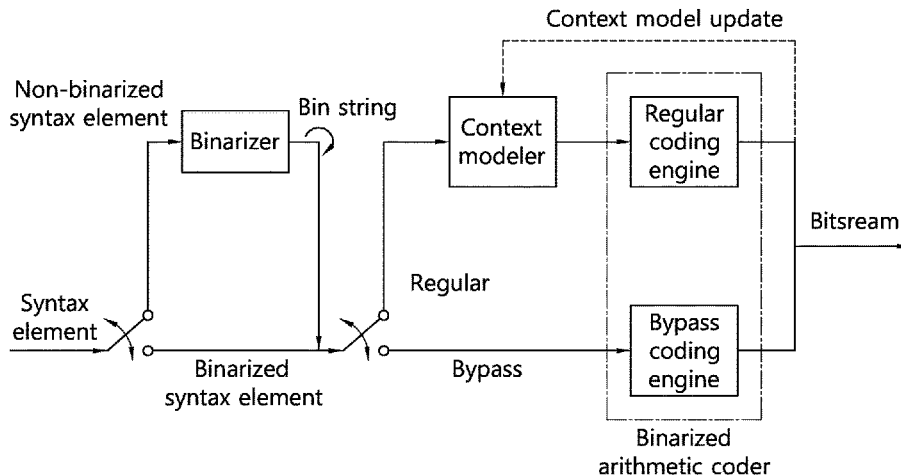 Context model update
Non-binarized
syntax element
Bin string
Binarizer
Context
modeler
Regular
coding
engine
Bitsream
Syntax
element
Regular
Binarized
syntax element
Bypass
Bypass
coding
engine
Binarized
arithmetic coder